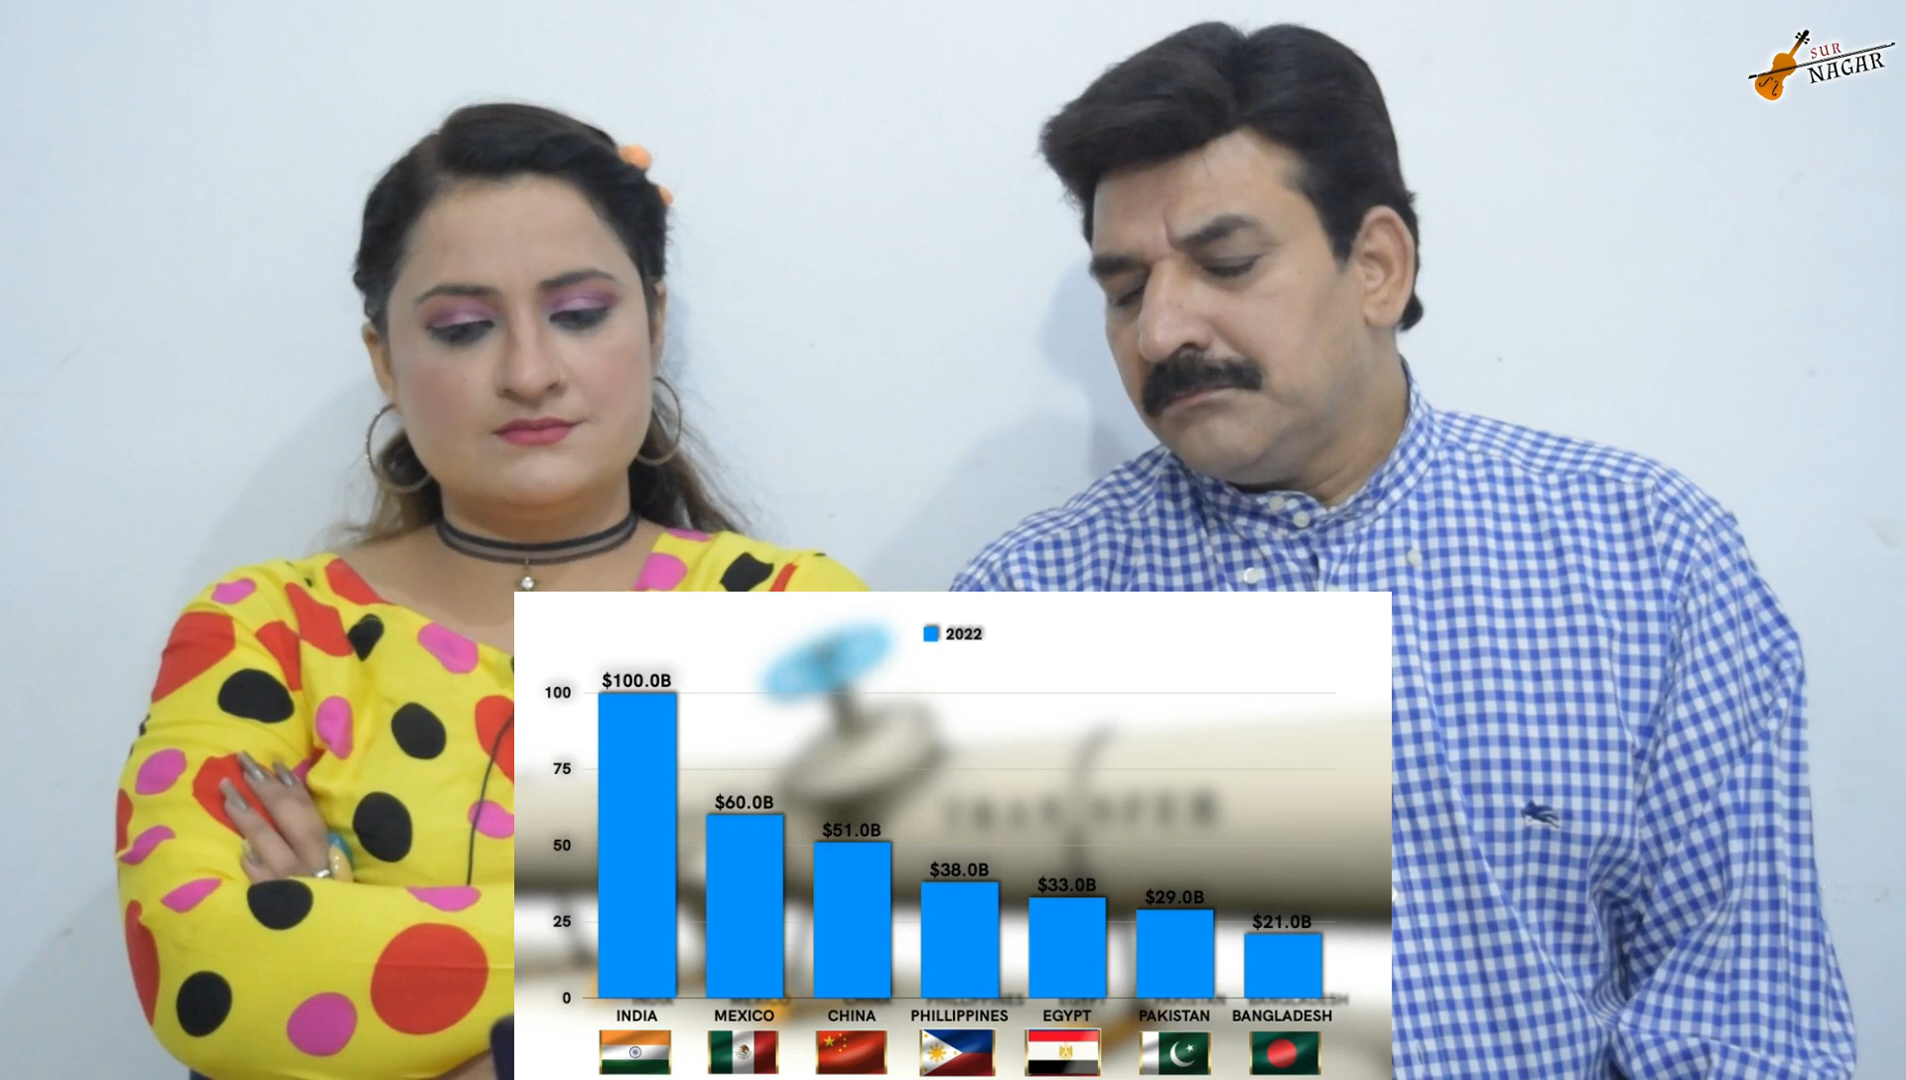 SUR
NAGAR
2022
100
75
50
25
0
$100.0B
$60.0B
$51.0B
$38.0B
$33.0B
$29.0B
$21.0B
TRANSFER
INDIA
MEXICO
CHINA
PHILLIPPINES
EGYPT
PAKISTAN
BANGLADESH